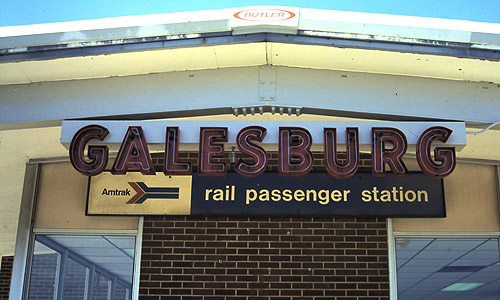 BUTLER
GALESBURG
Amtrak
rail passenger station